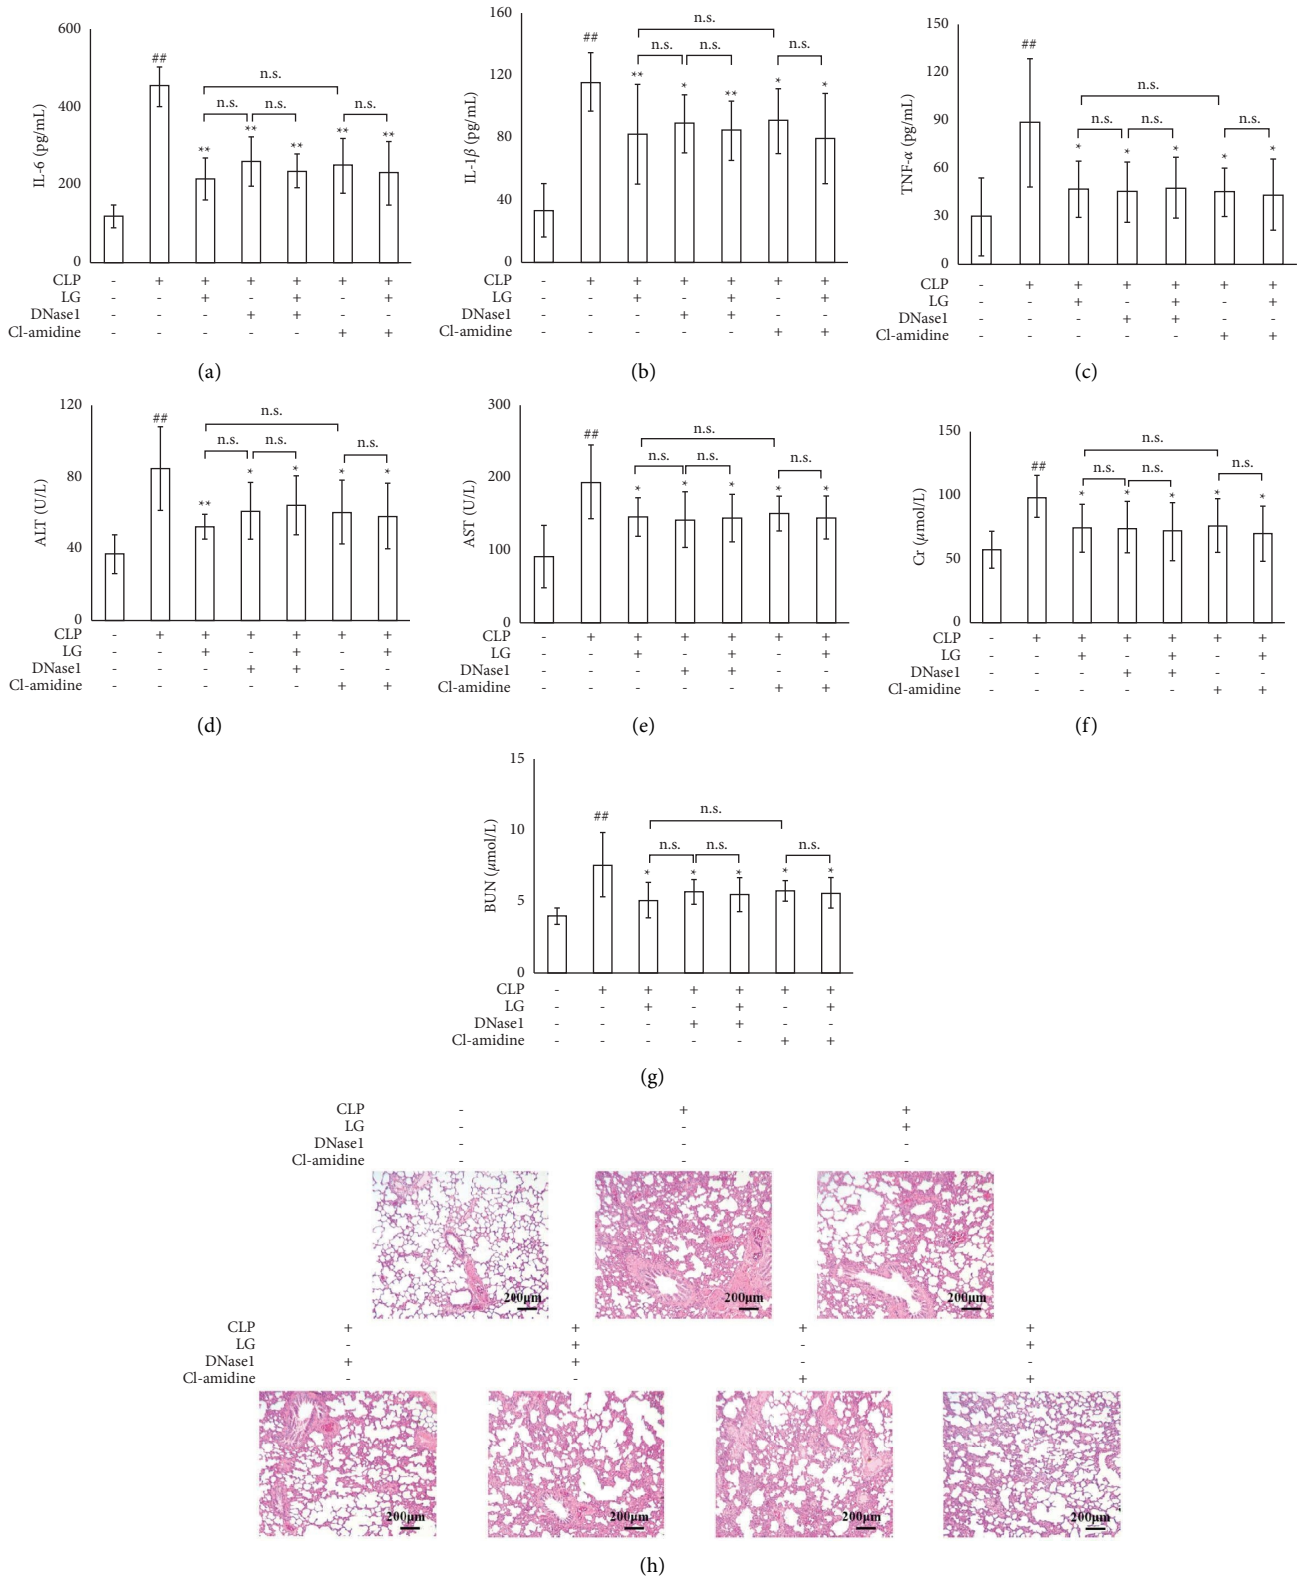 600
400
200
0
IL-6 (pg/mL)
##
**
**
**
**
**
n.s.
n.s.
n.s.
n.s.
CLP - + + + + + +
LG - - + - + - +
DNase1 - - - + + - -
Cl-amidine - - - - - + +
(a)
160
120
80
40
0
IL-1β (pg/mL)
##
**
*
**
*
*
n.s.
n.s.
n.s.
n.s.
CLP - + + + + + +
LG - - + - + - +
DNase1 - - - + + - -
Cl-amidine - - - - - + +
(b)
150
120
90
60
30
0
TNF-α (pg/mL)
##
*
*
*
*
*
n.s.
n.s.
n.s.
n.s.
CLP - + + + + + +
LG - - + - + - +
DNase1 - - - + + - -
Cl-amidine - - - - - + +
(c)
120
80
40
0
ALT (U/L)
##
**
*
*
*
*
n.s.
n.s.
n.s.
n.s.
CLP - + + + + + +
LG - - + - + - +
DNase1 - - - + + - -
Cl-amidine - - - - - + +
(d)
300
200
100
0
AST (U/L)
##
*
*
*
*
*
n.s.
n.s.
n.s.
n.s.
CLP - + + + + + +
LG - - + - + - +
DNase1 - - - + + - -
Cl-amidine - - - - - + +
(e)
150
100
50
0
Cr (μmol/L)
##
*
*
*
*
*
n.s.
n.s.
n.s.
n.s.
CLP - + + + + + +
LG - - + - + - +
DNase1 - - - + + - -
Cl-amidine - - - - - + +
(f)
15
10
5
0
BUN (μmol/L)
##
*
*
*
*
*
n.s.
n.s.
n.s.
n.s.
CLP - + + + + + +
LG - - + - + - +
DNase1 - - - + + - -
Cl-amidine - - - - - + +
(g)
CLP - + +
LG - - +
DNase1 - - -
Cl-amidine - - -
200μm
200μm
200μm
CLP + + + +
LG - + - +
DNase1 + + - -
Cl-amidine - - + +
200μm
200μm
200μm
200μm
(h)